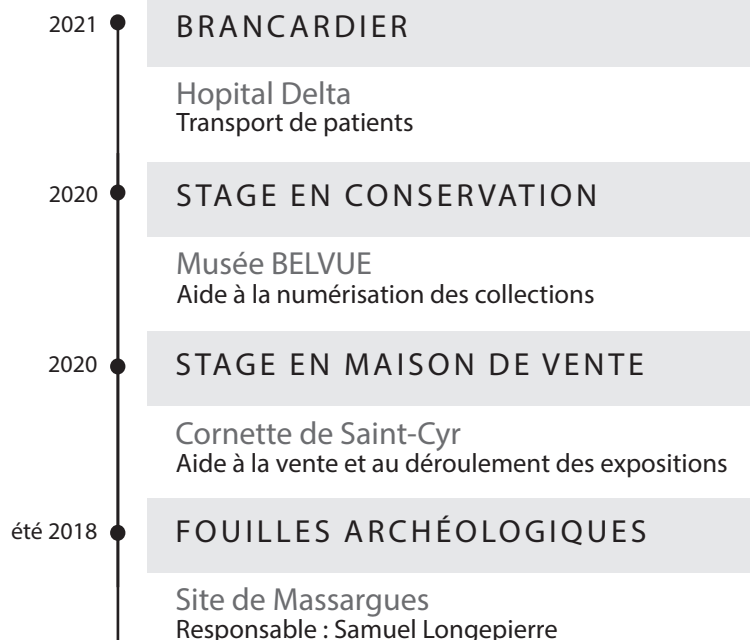 2021
BRANCARDIER
Hopital Delta
Transport de patients
2020
STAGE EN CONSERVATION
Musée BELVUE
Aide à la numérisation des collections
2020
STAGE EN MAISON DE VENTE
Cornette de Saint-Cyr
Aide à la vente et au déroulement des expositions
été 2018
FOUILLES ARCHÉOLOGIQUES
Site de Massargues
Responsable : Samuel Longepierre